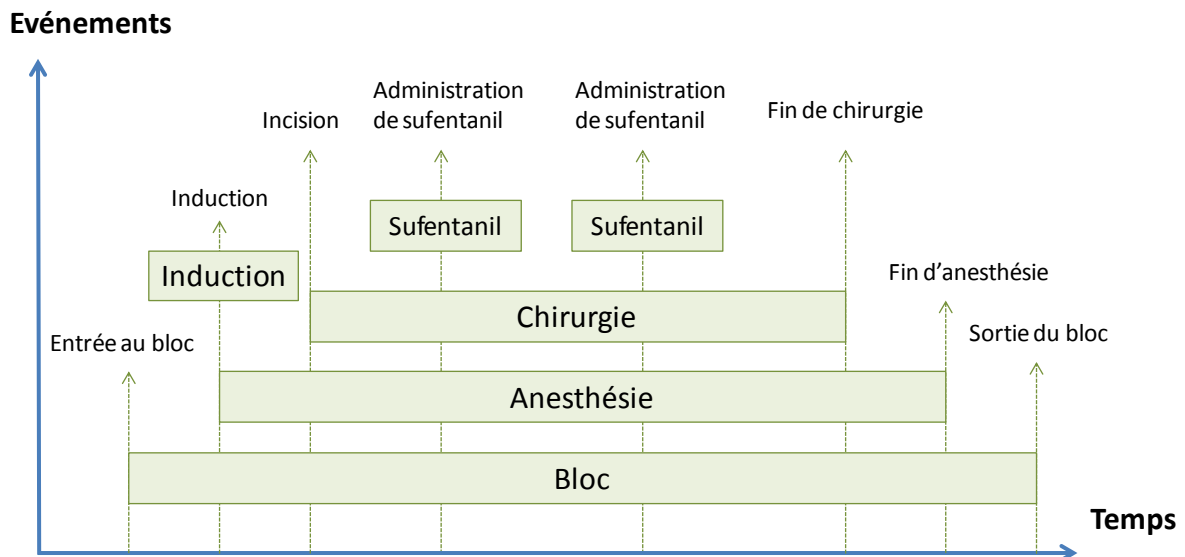 Evénements
Administration
de sufentanil
Administration
de sufentanil
Fin de chirurgie
Incision
Induction
Sufentanil
Sufentanil
Induction
Fin d’anesthésie
Chirurgie
Entrée au bloc
Sortie du bloc
Anesthésie
Bloc
Temps